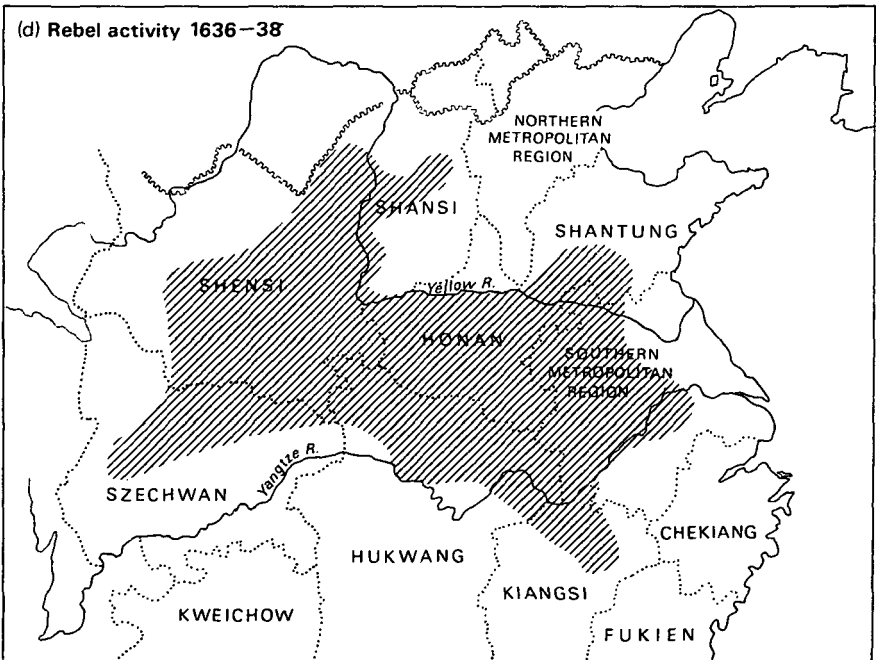 (d) Rebel activity 1636–38
NORTHERN
METROPOLITAN
REGION
SHANSI
SHANTUNG
SHENSI
Yellow R.
HONAN
SOUTHERN
METROPOLITAN
REGION
Yangtze R.
SZECHWAN
CHEKIANG
HUKWANG
KIANGSI
KWEICHOW
FUKIEN